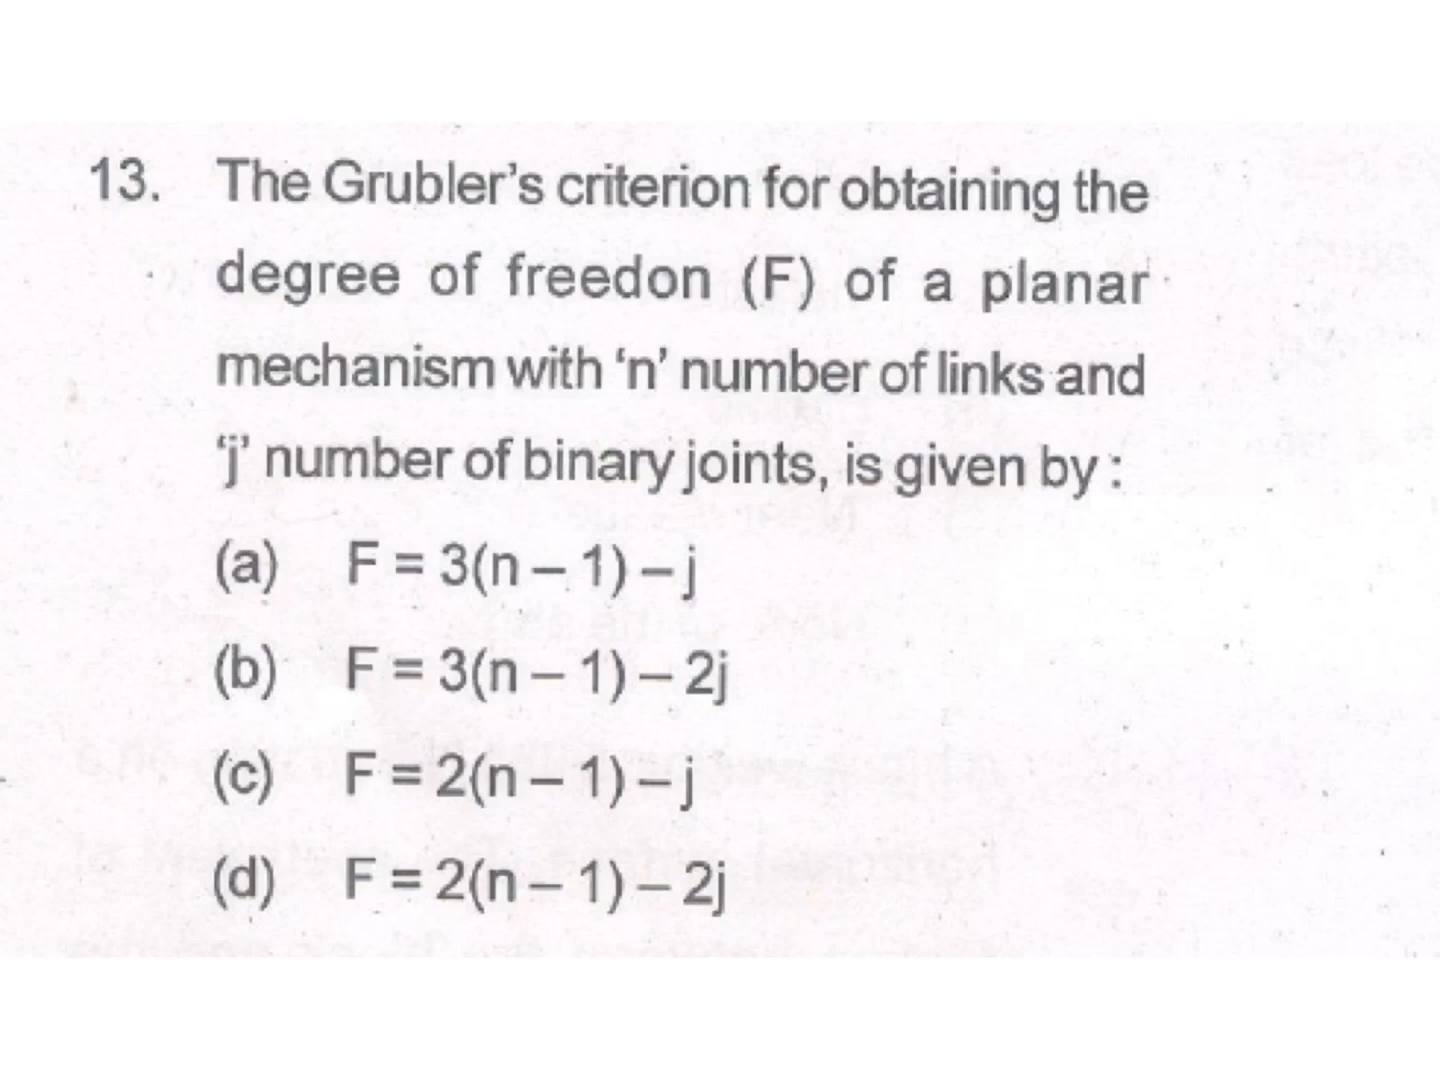 13. The Grubler's criterion for obtaining the
degree of freedon (F) of a planar
mechanism with 'n' number of links and
'j' number of binary joints, is given by :
(a) F = 3(n – 1) – j
(b) F = 3(n – 1) – 2j
(c) F = 2(n – 1) – j
(d) F = 2(n – 1) – 2j